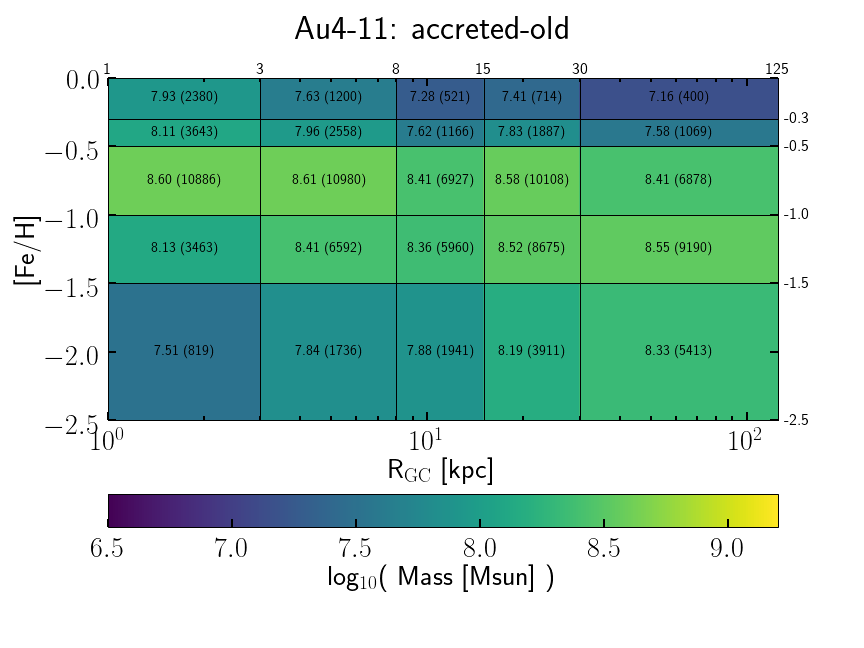 Au4-11: accreted-old
1 3 8 15 30 125
0.0
7.93 (2380) 7.63 (1200) 7.28 (521) 7.41 (714) 7.16 (400)
-0.3
8.11 (3643) 7.96 (2558) 7.62 (1166) 7.83 (1887) 7.58 (1069)
−0.5 -0.5
8.60 (10886) 8.61 (10980) 8.41 (6927) 8.58 (10108) 8.41 (6878)
−1.0 -1.0
8.13 (3463) 8.41 (6592) 8.36 (5960) 8.52 (8675) 8.55 (9190)
[Fe/H]
−1.5 -1.5
7.51 (819) 7.84 (1736) 7.88 (1941) 8.19 (3911) 8.33 (5413)
−2.0
−2.5 -2.5
10⁰ 10¹ 10²
R_GC [kpc]
6.5 7.0 7.5 8.0 8.5 9.0
log₁₀( Mass [Msun] )